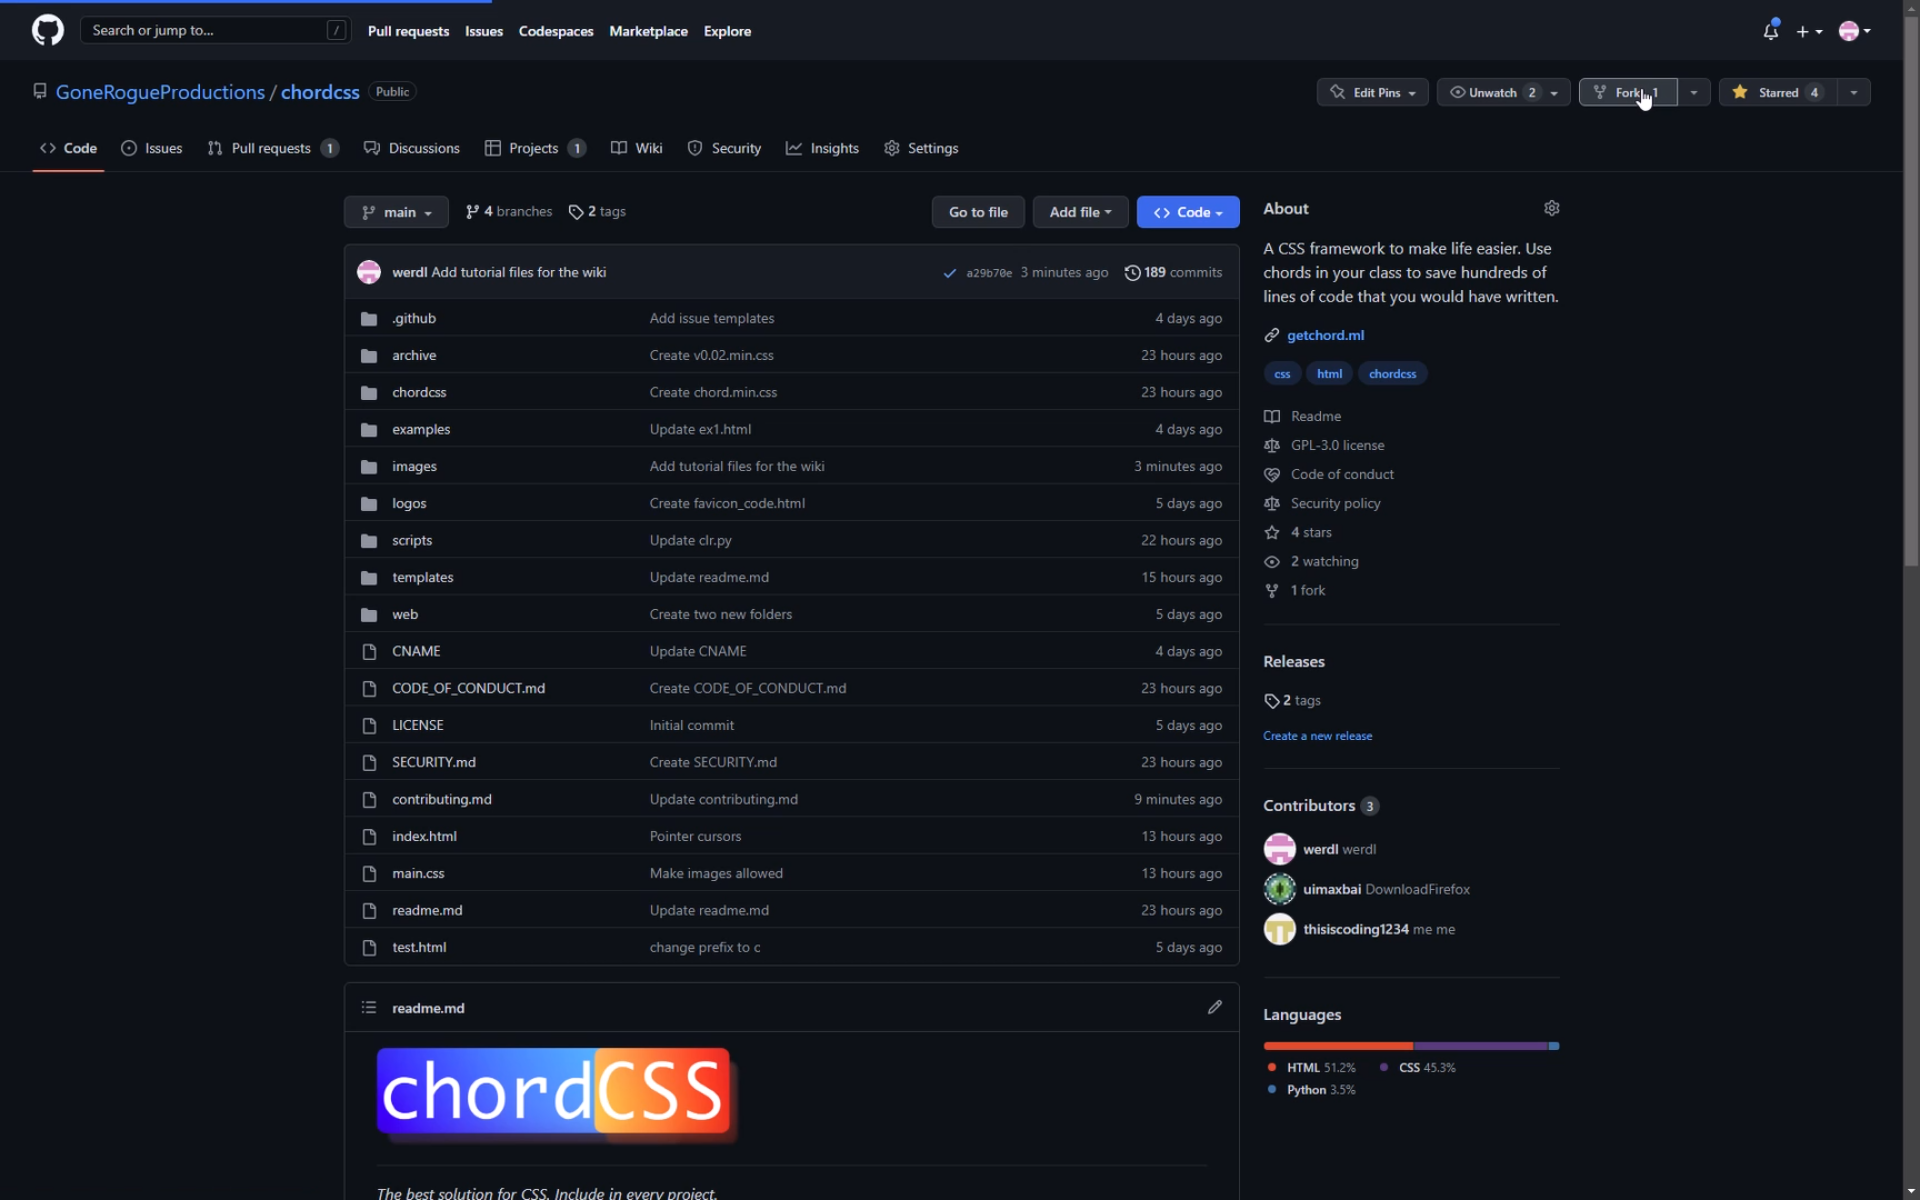 Search or jump to... /
Pull requests Issues Codespaces Marketplace Explore
GoneRogueProductions / chordcss Public
Edit Pins Unwatch 2 Fork 1 Starred 4
Code Issues Pull requests 1 Discussions Projects 1 Wiki Security Insights Settings
main 4 branches 2 tags Go to file Add file Code
werdl Add tutorial files for the wiki a29b70e 3 minutes ago 189 commits
.github Add issue templates 4 days ago
archive Create v0.02.min.css 23 hours ago
chordcss Create chord.min.css 23 hours ago
examples Update ex1.html 4 days ago
images Add tutorial files for the wiki 3 minutes ago
logos Create favicon_code.html 5 days ago
scripts Update clr.py 22 hours ago
templates Update readme.md 15 hours ago
web Create two new folders 5 days ago
CNAME Update CNAME 4 days ago
CODE_OF_CONDUCT.md Create CODE_OF_CONDUCT.md 23 hours ago
LICENSE Initial commit 5 days ago
SECURITY.md Create SECURITY.md 23 hours ago
contributing.md Update contributing.md 9 minutes ago
index.html Pointer cursors 13 hours ago
main.css Make images allowed 13 hours ago
readme.md Update readme.md 23 hours ago
test.html change prefix to c 5 days ago
readme.md
chordCSS
The best solution for CSS. Include in every project.
About
A CSS framework to make life easier. Use
chords in your class to save hundreds of
lines of code that you would have written.
getchord.ml
css html chordcss
Readme
GPL-3.0 license
Code of conduct
Security policy
4 stars
2 watching
1 fork
Releases
2 tags
Create a new release
Contributors 3
werdl werdl
uimaxbai DownloadFirefox
thisiscoding1234 me me
Languages
HTML 51.2% CSS 45.3%
Python 3.5%